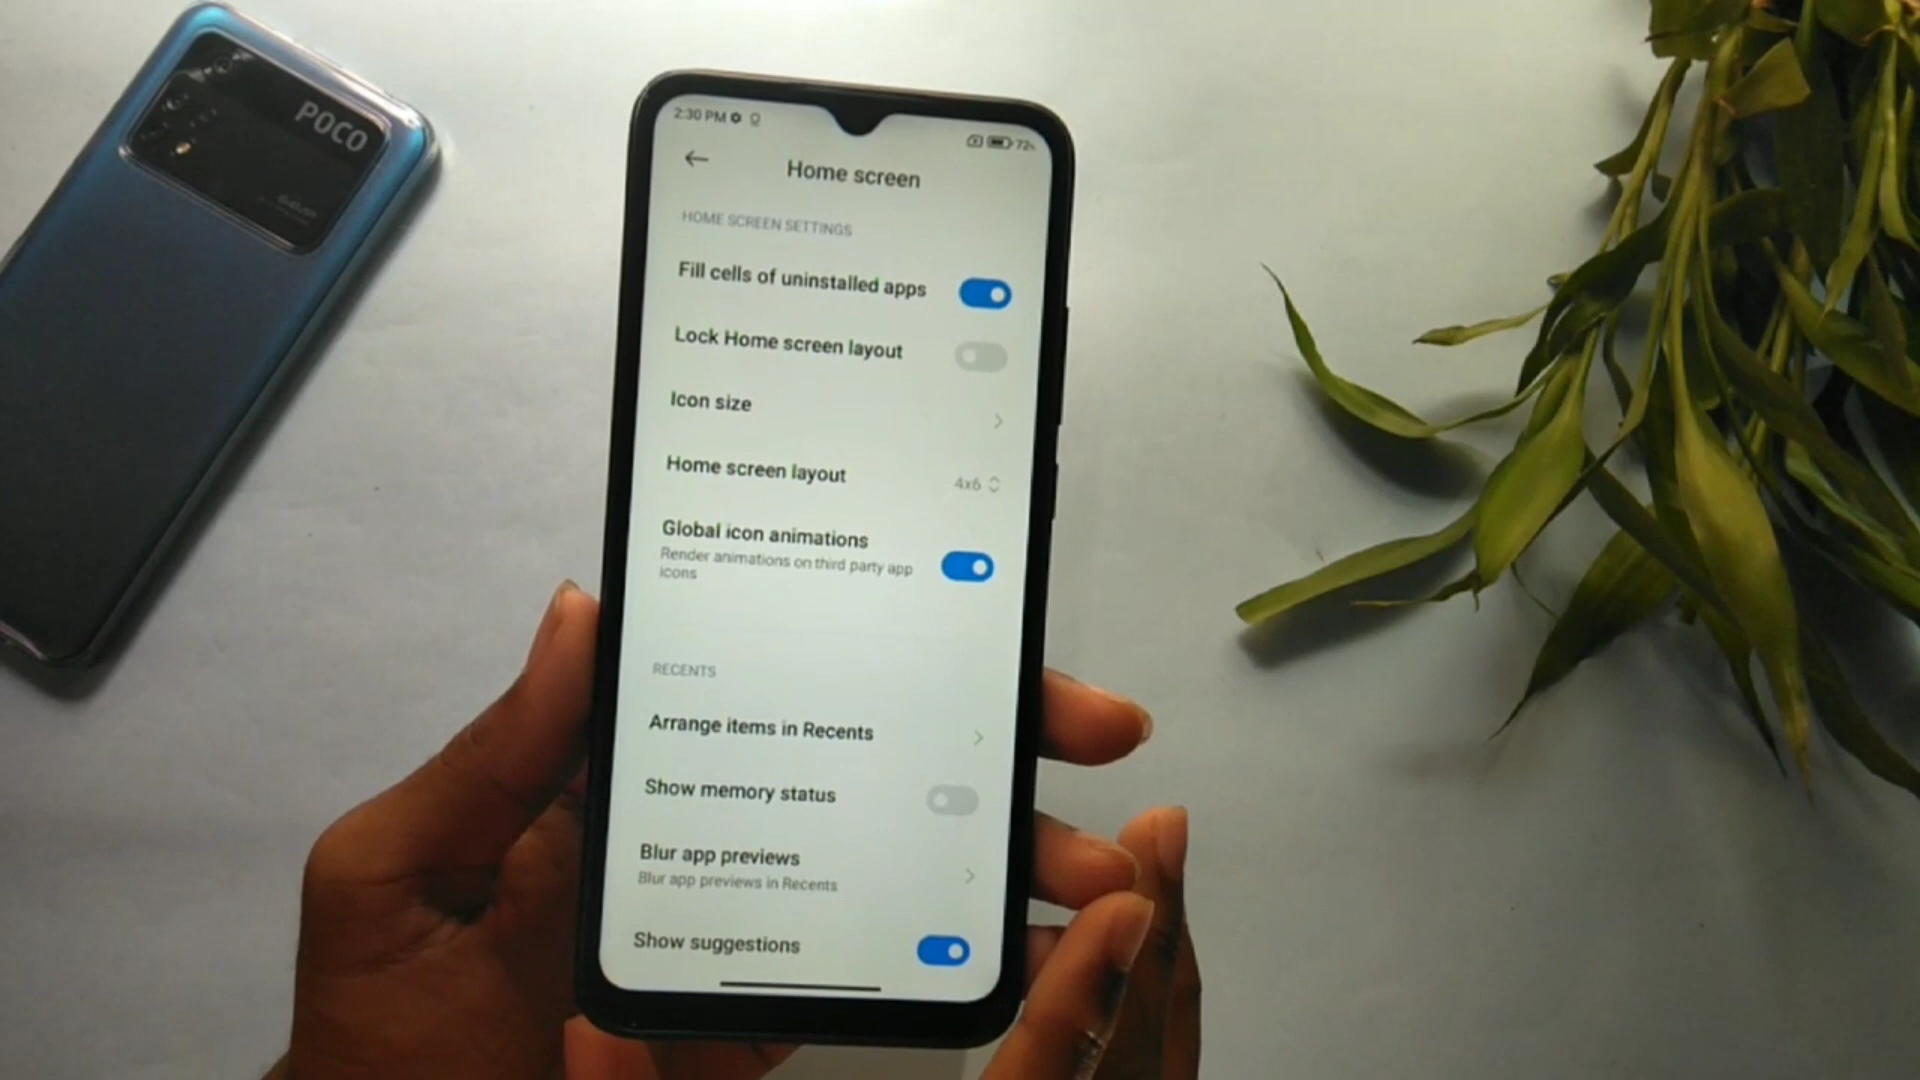 POCO
2:30 PM
72
Home screen
HOME SCREEN SETTINGS
Fill cells of uninstalled apps
Lock Home screen layout
Icon size
Home screen layout
4x6
Global icon animations
Render animations on third party app
icons
RECENTS
Arrange items in Recents
Show memory status
Blur app previews
Blur app previews in Recents
Show suggestions